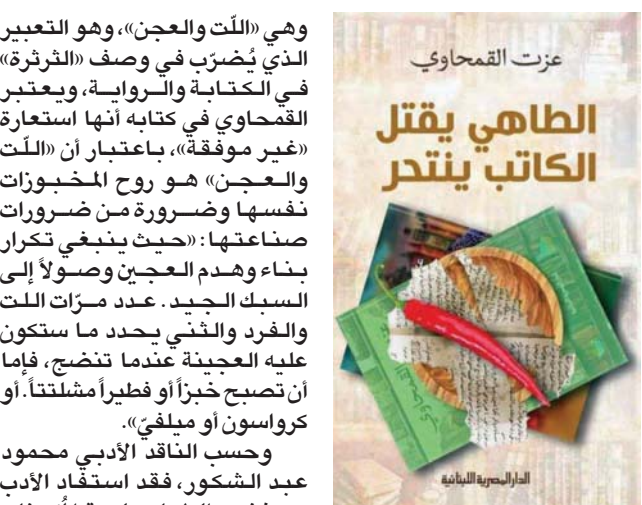 وهي «اللّت والعجن»، وهو التعبير
الذي يُضرّب في وصف «الثرثرة»
في الكتابة والروايـة، ويعتبر
القمحاوي في كتابه أنها استعارة
«غير موفقة»، باعتبار أن «اللّت
والعجن» هو روح المخبوزات
نفسها وضرورة من ضرورات
صناعتها: «حيث ينبغي تكرار
بناء وهدم العجين وصولاً إلى
السبك الجيد. عدد مرّات اللت
والفرد والثني يحدد ما ستكون
عليه العجينة عندما تنضج، فإما
أن تصبح خبزاً أو فطيراً مشلتتاً. أو
كرواسون أو ميلفيّ».
وحسب الناقد الأدبي محمود
عبد الشكور، فقد استفاد الأدب
عزت القمحاوي
الطاهي يقتل
الكاتب ينتحر
القمحاوي
الدار المصرية اللبنانية